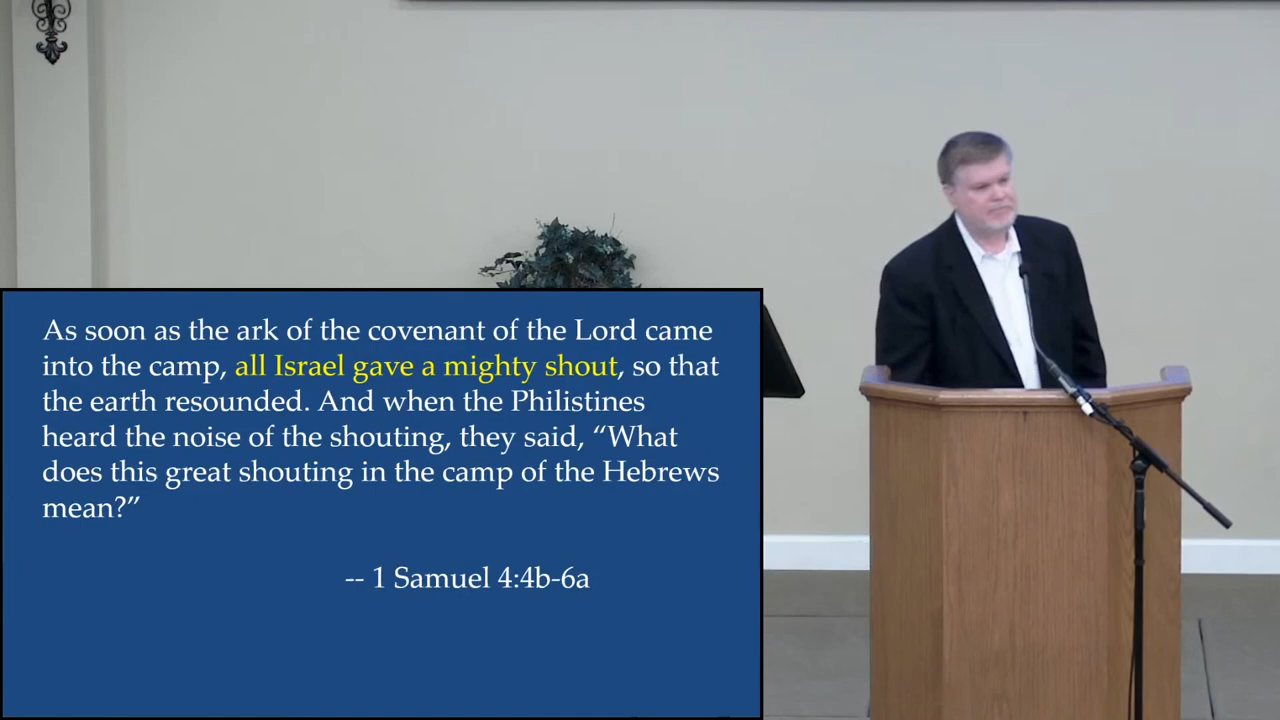 As soon as the ark of the covenant of the Lord came
into the camp, all Israel gave a mighty shout, so that
the earth resounded. And when the Philistines
heard the noise of the shouting, they said, “What
does this great shouting in the camp of the Hebrews
mean?”
-- 1 Samuel 4:4b-6a